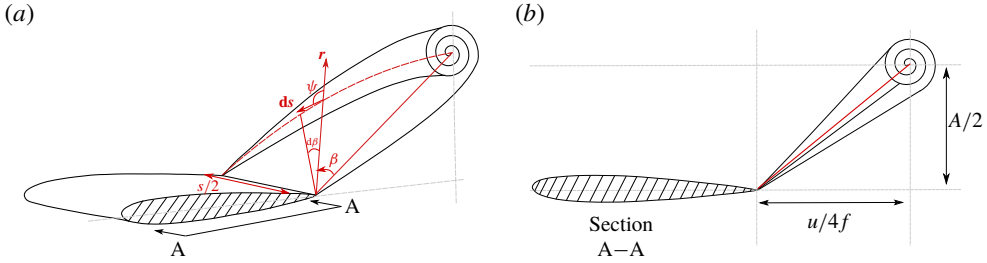 (a)
r
ψ
ds
dβ
β
s/2
A
A
(b)
A/2
u/4f
Section
A–A